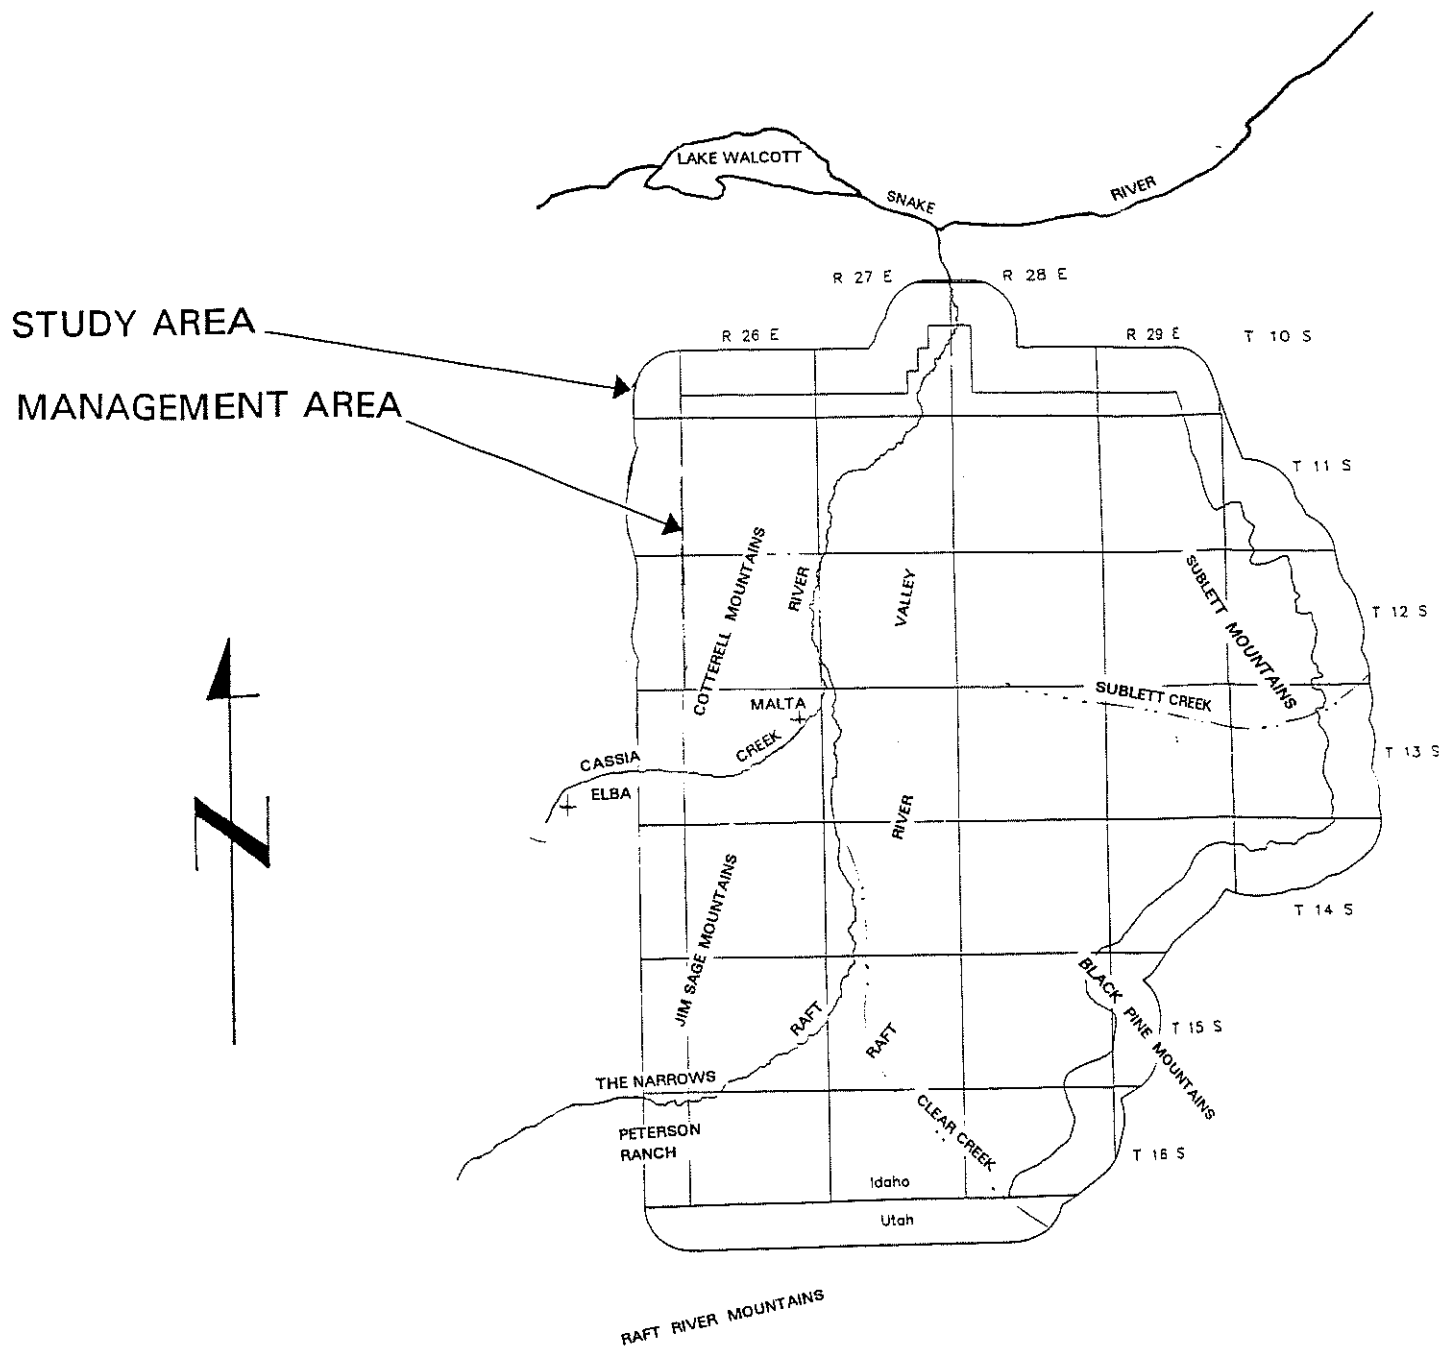 LAKE WALCOTT
SNAKE
RIVER
R 27 E
R 28 E
STUDY AREA
R 26 E
R 29 E
T 10 S
MANAGEMENT AREA
T 11 S
COTTERELL MOUNTAINS
RIVER
VALLEY
SUBLETT MOUNTAINS
T 12 S
SUBLETT CREEK
MALTA
CREEK
CASSIA
ELBA
T 13 S
RIVER
JIM SAGE MOUNTAINS
T 14 S
BLACK PINE MOUNTAINS
RAFT
RAFT
T 15 S
THE NARROWS
CLEAR CREEK
PETERSON
RANCH
T 16 S
Idaho
Utah
RAFT RIVER MOUNTAINS
N